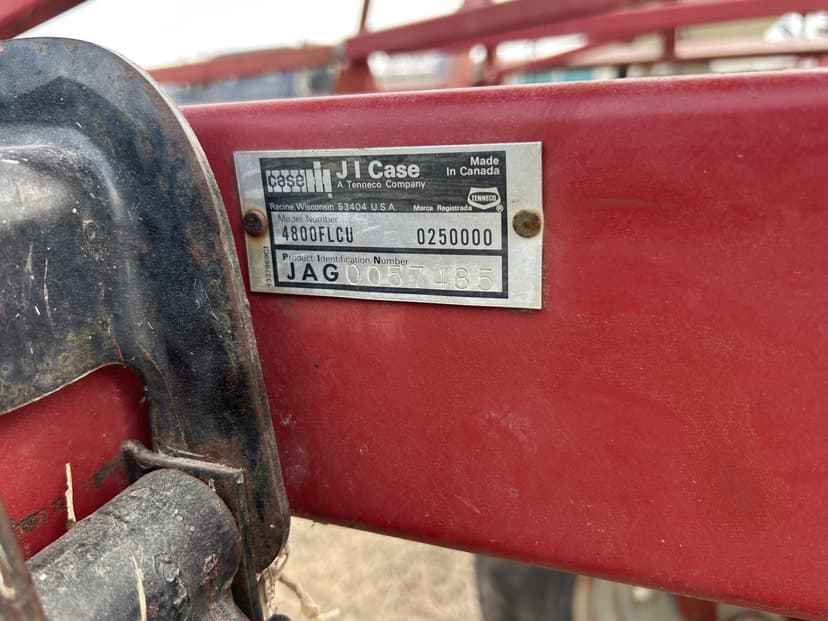 case IH J I Case Made
A Tenneco Company In Canada
TENNECO
Racine, Wisconsin 53404 U.S.A. Marca Registrada ®
Model Number
4800FLCU 0250000
Product Identification Number
JAG0057485